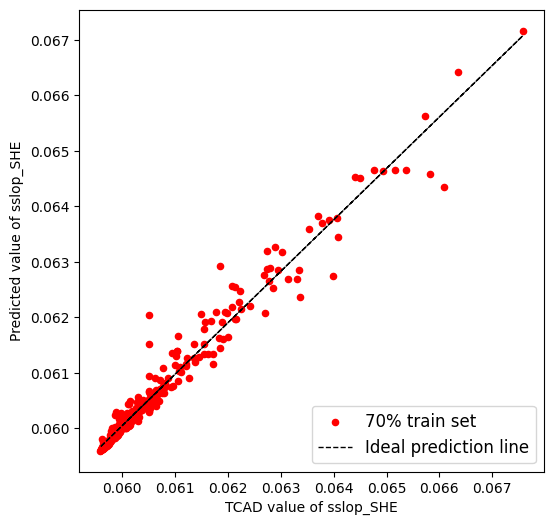 Predicted value of sslop_SHE
0.067
0.066
0.065
0.064
0.063
0.062
0.061
0.060
70% train set
Ideal prediction line
0.060 0.061 0.062 0.063 0.064 0.065 0.066 0.067
TCAD value of sslop_SHE